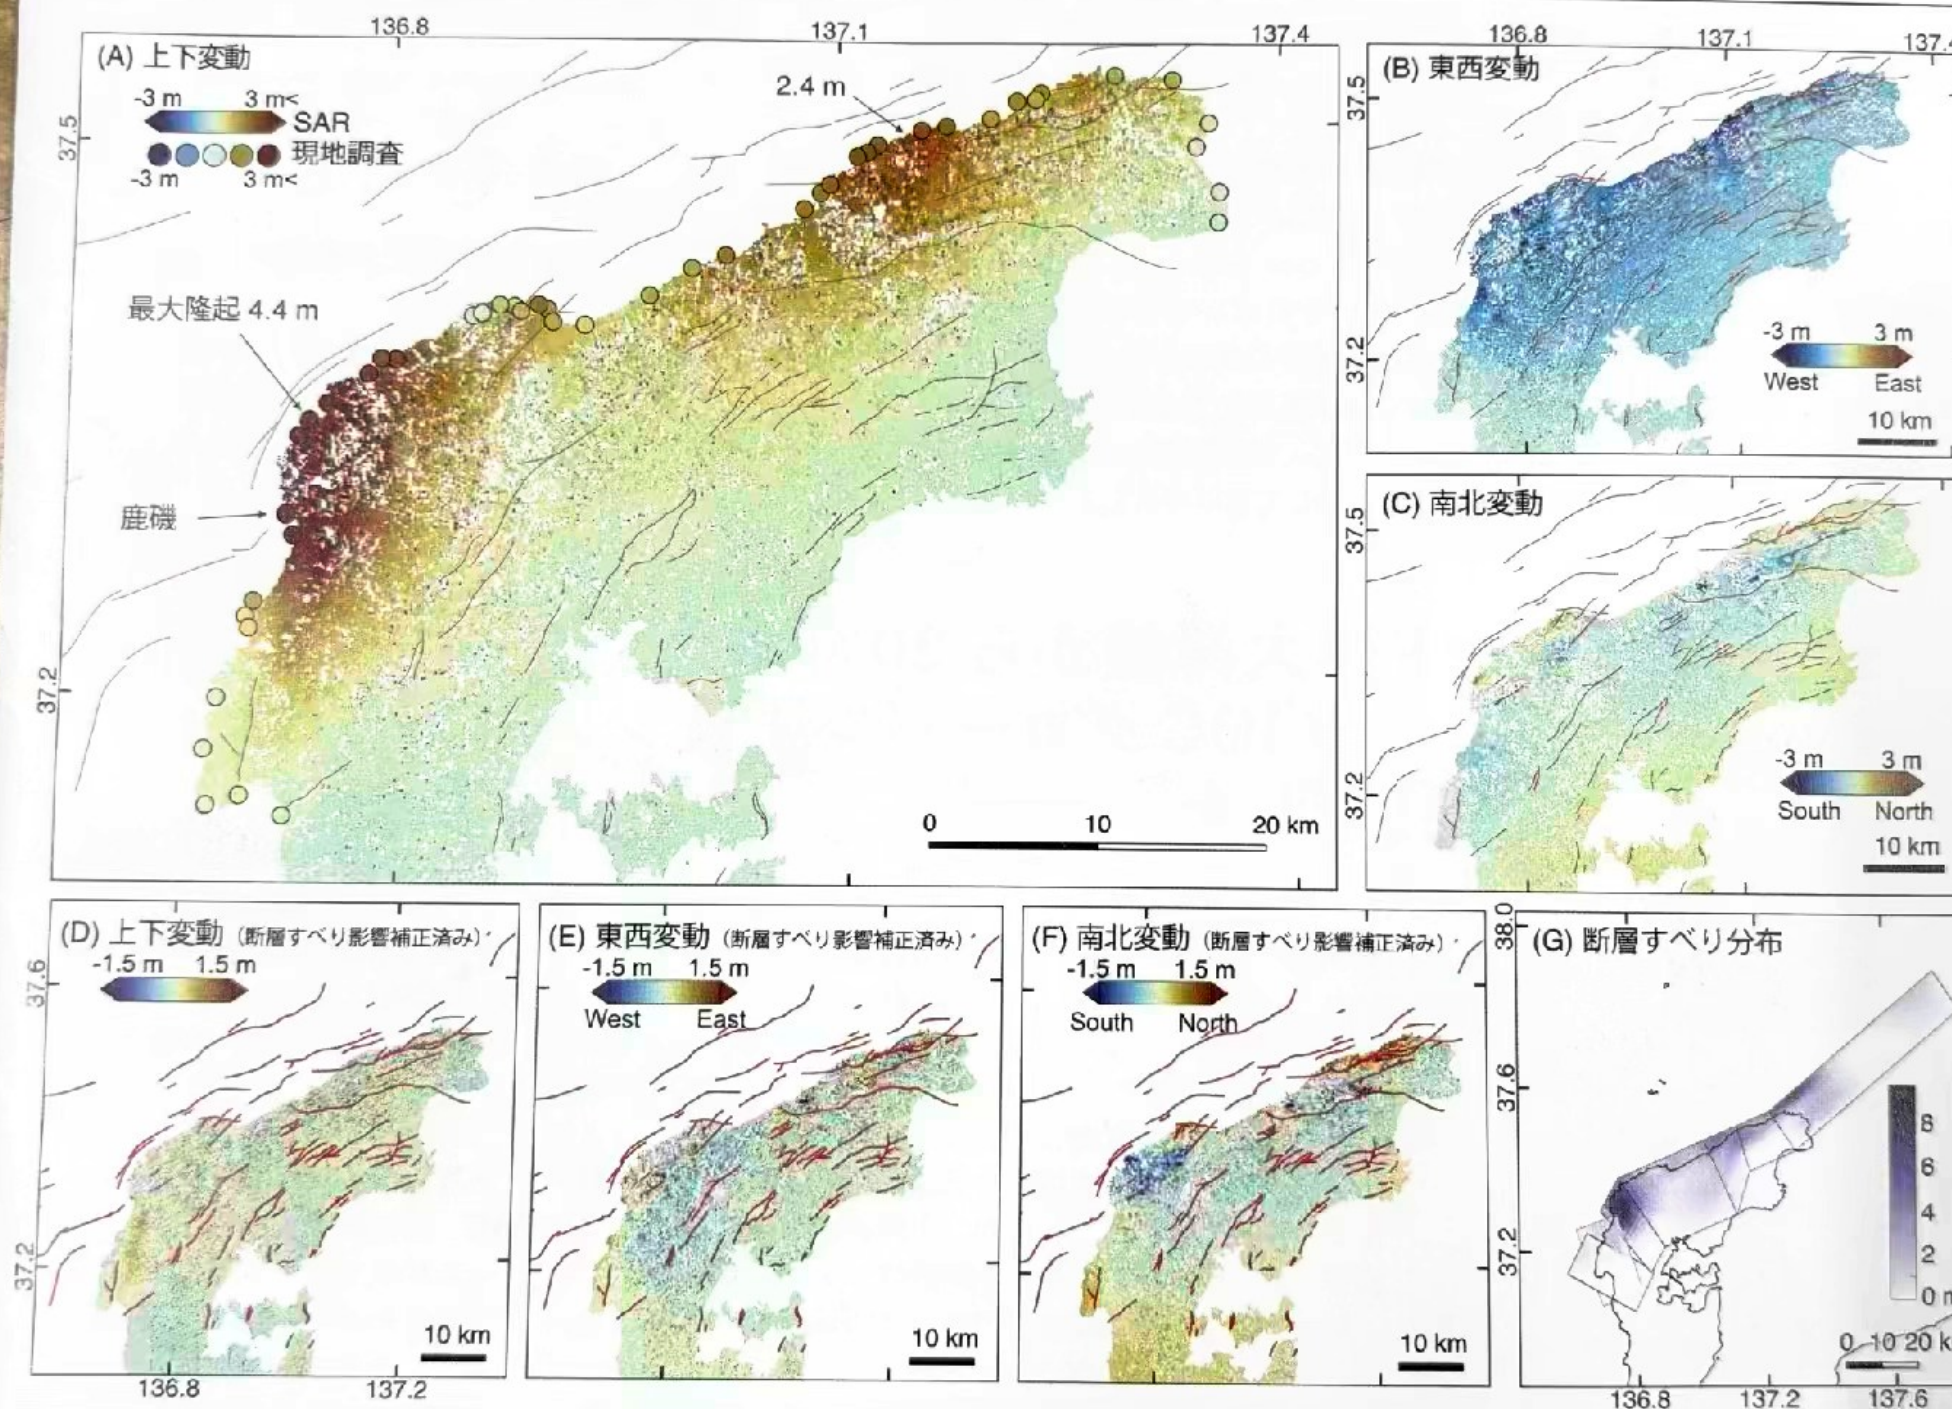 136.8 137.1 137.4
(A) 上下変動
-3 m 3 m<
SAR
現地調査
-3 m 3 m<
2.4 m
最大隆起 4.4 m
鹿磯
37.5
37.2
0 10 20 km
136.8 137.1 137.4
(B) 東西変動
37.5
37.2
-3 m 3 m
West East
10 km
(C) 南北変動
37.5
37.2
-3 m 3 m
South North
10 km
(D) 上下変動 (断層すべり影響補正済み)
-1.5 m 1.5 m
37.6
37.2
10 km
136.8 137.2
(E) 東西変動 (断層すべり影響補正済み)
-1.5 m 1.5 m
West East
10 km
(F) 南北変動 (断層すべり影響補正済み)
-1.5 m 1.5 m
South North
10 km
(G) 断層すべり分布
38.0
37.6
37.2
8
6
4
2
0 m
0 10 20 k
136.8 137.2 137.6